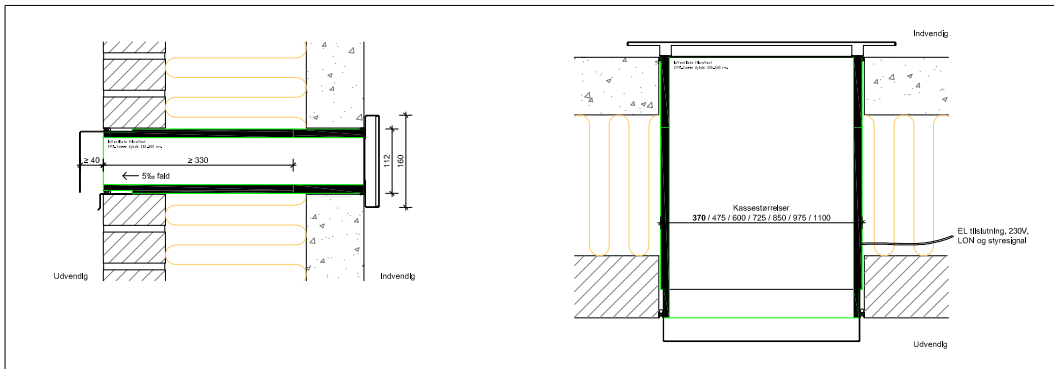 ≥ 40
≥ 330
5‰ fald
112
160
Udvendig
Indvendig
Indvendig
Kassestørrelser
370 / 475 / 600 / 725 / 850 / 975 / 1100
EL tilslutning, 230V,
LON og styresignal
Udvendig